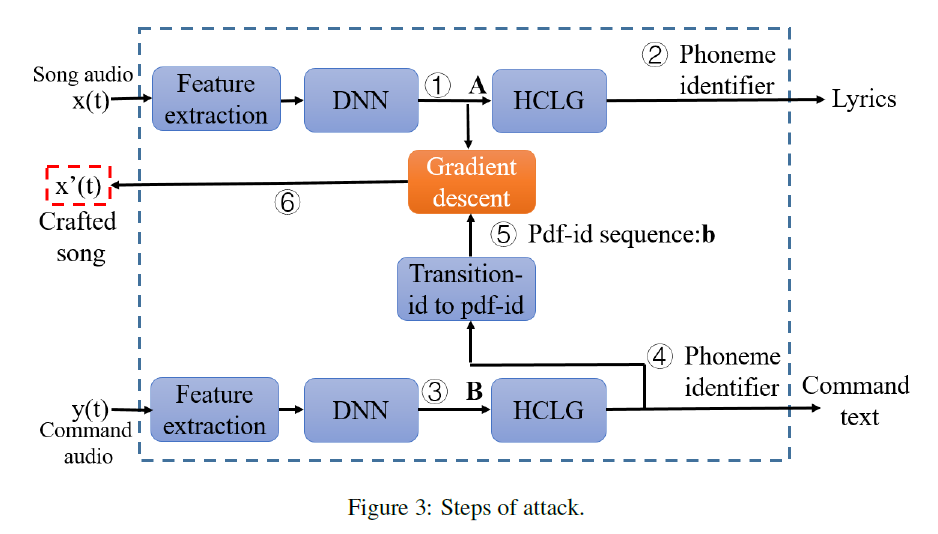 Song audio
x(t)
Feature
extraction
DNN
① A
HCLG
② Phoneme
identifier
Lyrics
Gradient
descent
x’(t)
Crafted
song
⑥
⑤ Pdf-id sequence:b
Transition-
id to pdf-id
④ Phoneme
identifier
y(t)
Command
audio
Feature
extraction
DNN
③ B
HCLG
Command
text
Figure 3: Steps of attack.